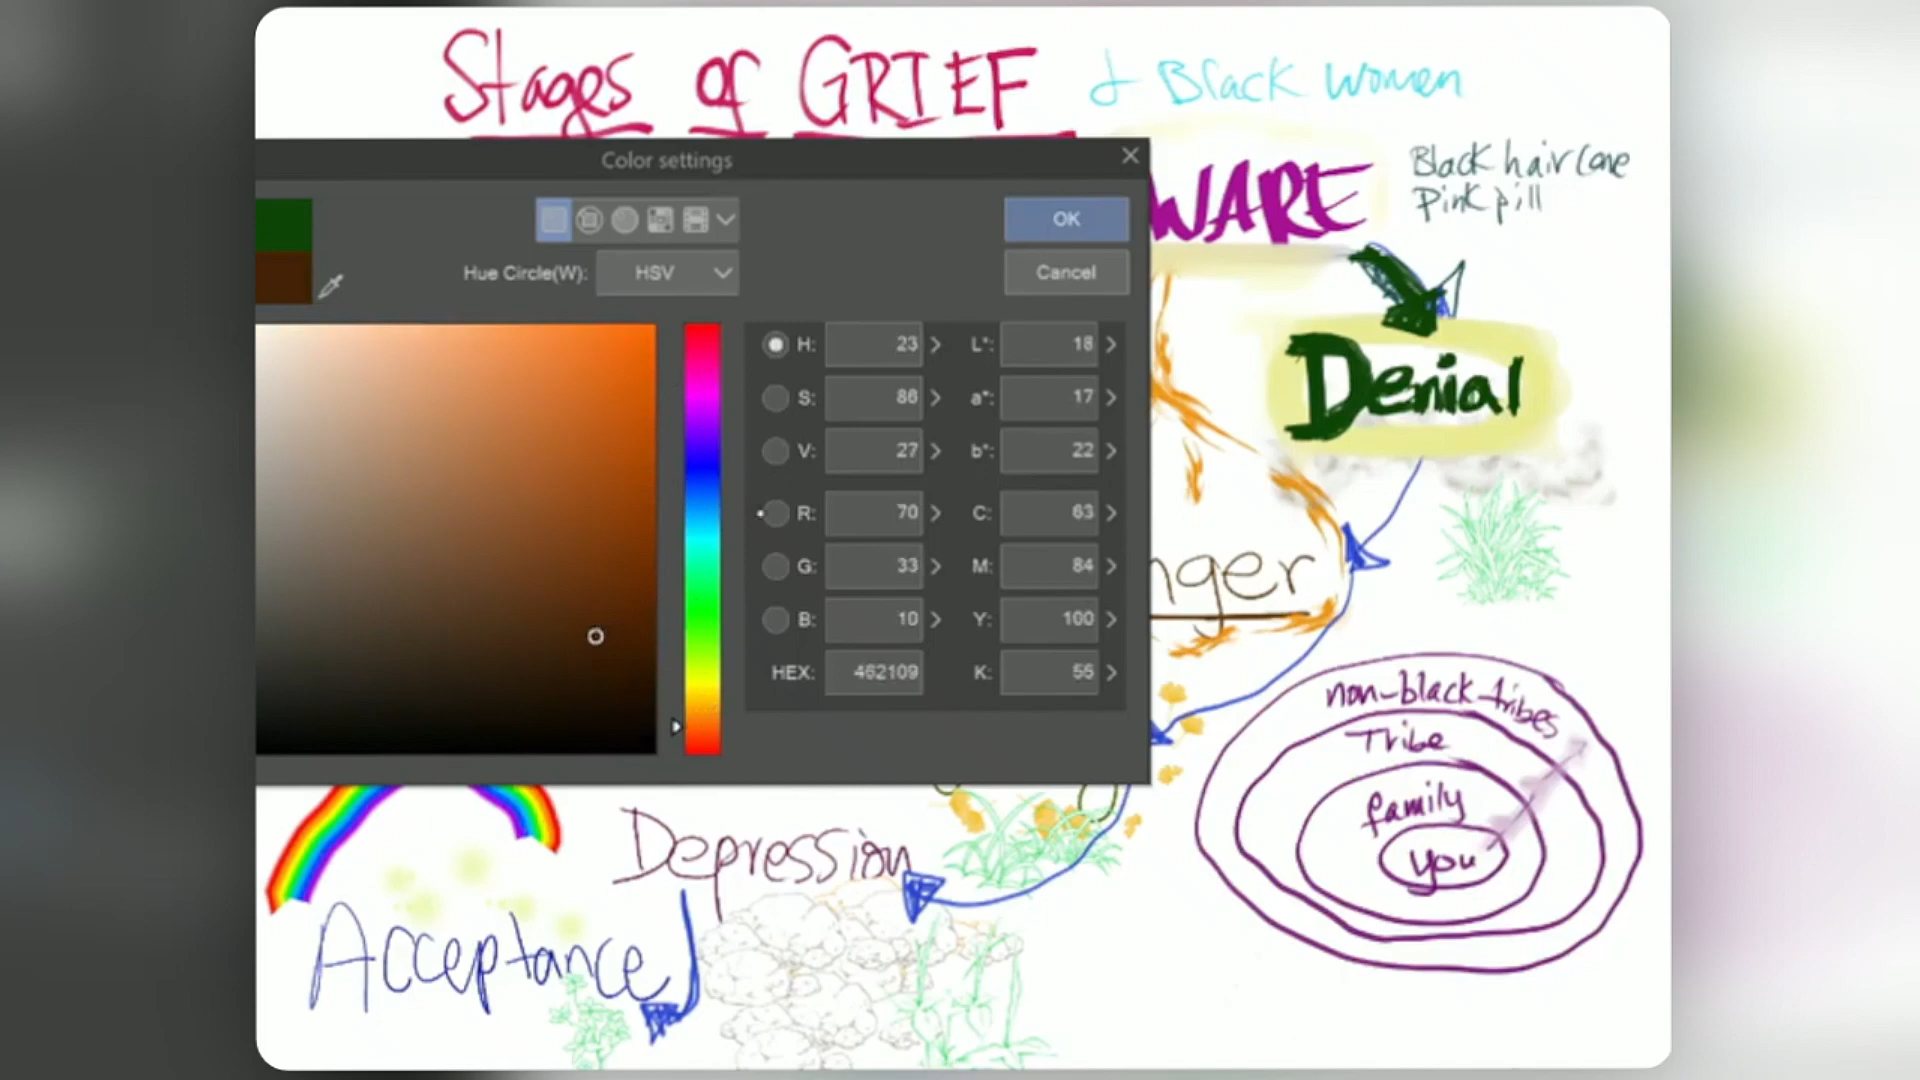 Stages of GRIEF & Black women
Color settings
WARE
Black hair care
Pink pill
OK
Hue Circle(W): HSV
Cancel
H: 23 L*: 18
S: 86 a*: 17
V: 27 b*: 22
R: 70 C: 63
G: 33 M: 84
B: 10 Y: 100
HEX: 462109 K: 55
Denial
nger
non-black tribes
Tribe
family
you
Depression
Acceptance